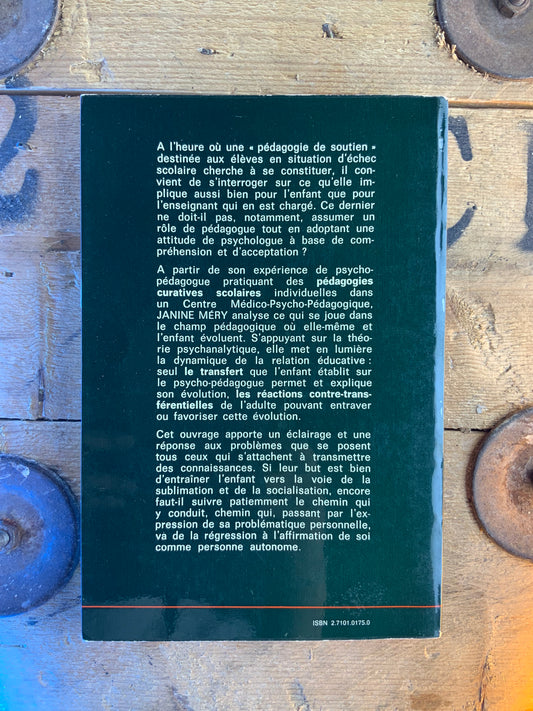 A l'heure où une « pédagogie de soutien »
destinée aux élèves en situation d'échec
scolaire cherche à se constituer, il con-
vient de s'interroger sur ce qu'elle im-
plique aussi bien pour l'enfant que pour
l'enseignant qui en est chargé. Ce dernier
ne doit-il pas, notamment, assumer un
rôle de pédagogue tout en adoptant une
attitude de psychologue à base de com-
préhension et d'acceptation ?
A partir de son expérience de psycho-
pédagogue pratiquant des pédagogies
curatives scolaires individuelles dans
un Centre Médico-Psycho-Pédagogique,
JANINE MÉRY analyse ce qui se joue dans
le champ pédagogique où elle-même et
l'enfant évoluent. S'appuyant sur la théo-
rie psychanalytique, elle met en lumière
la dynamique de la relation éducative :
seul le transfert que l'enfant établit sur
le psycho-pédagogue permet et explique
son évolution, les réactions contre-trans-
férentielles de l'adulte pouvant entraver
ou favoriser cette évolution.
Cet ouvrage apporte un éclairage et une
réponse aux problèmes que se posent
tous ceux qui s'attachent à transmettre
des connaissances. Si leur but est bien
d'entraîner l'enfant vers la voie de la
sublimation et de la socialisation, encore
faut-il suivre patiemment le chemin qui
y conduit, chemin qui, passant par l'ex-
pression de sa problématique personnelle,
va de la régression à l'affirmation de soi
comme personne autonome.
ISBN 2.7101.0175.0